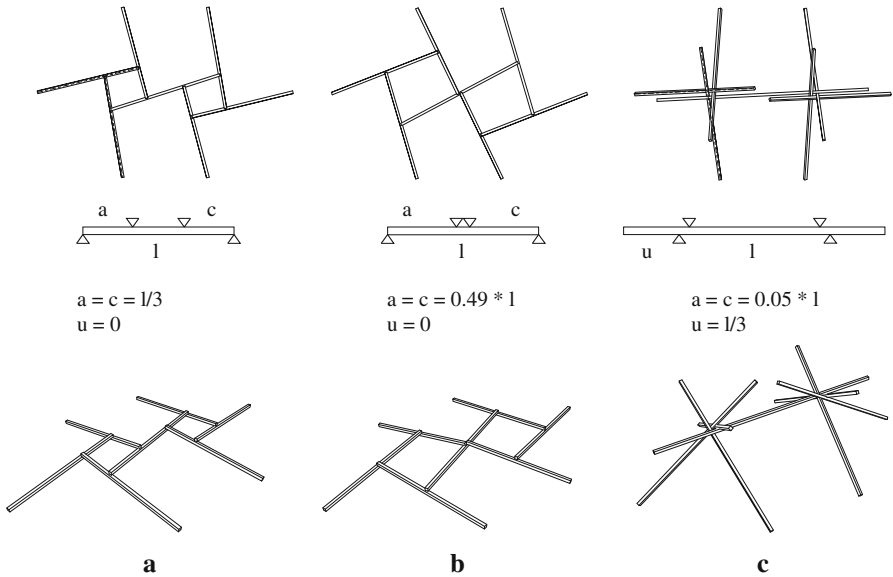 a c
l
a = c = l/3
u = 0
a c
l
a = c = 0.49 * l
u = 0
u l
a = c = 0.05 * l
u = l/3
a b c